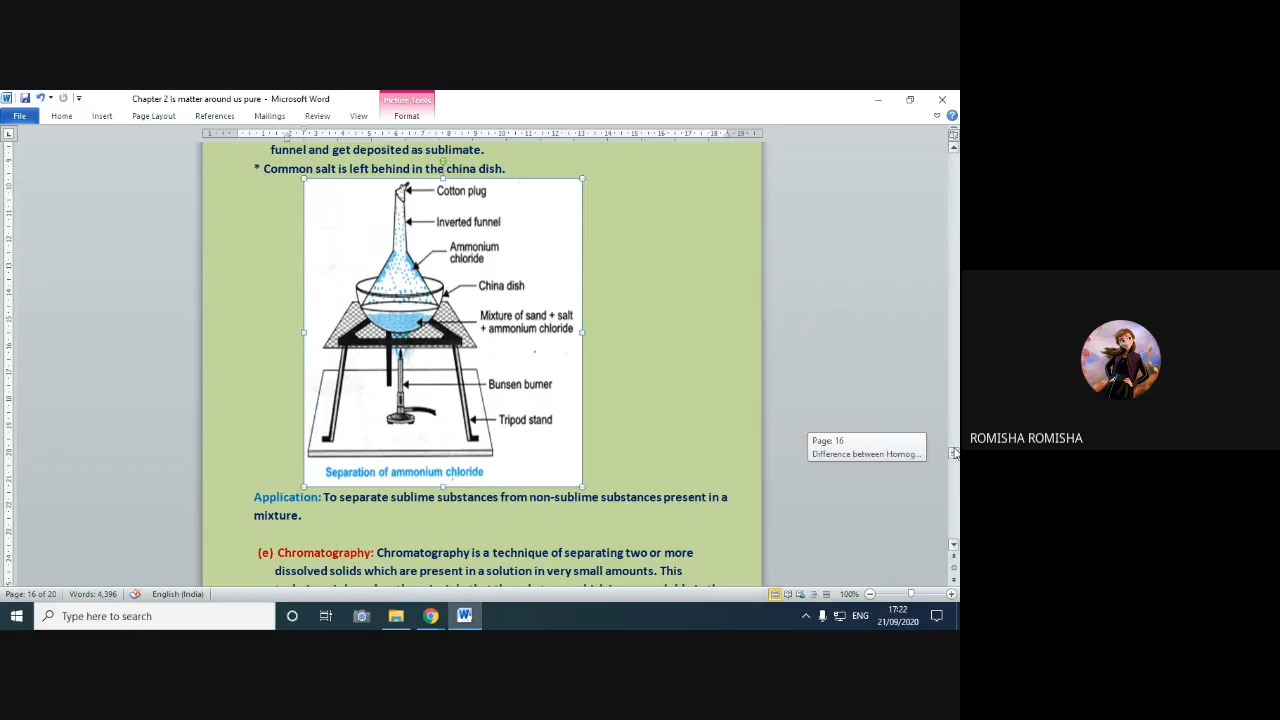 Chapter 2 Is matter around us pure - Microsoft Word
Picture Tools
File Home Insert Page Layout References Mailings Review View Format
funnel and get deposited as sublimate.
* Common salt is left behind in the china dish.
Cotton plug
Inverted funnel
Ammonium
chloride
China dish
Mixture of sand + salt
+ ammonium chloride
Bunsen burner
Tripod stand
Separation of ammonium chloride
Application: To separate sublime substances from non-sublime substances present in a
mixture.
(e) Chromatography: Chromatography is a technique of separating two or more
dissolved solids which are present in a solution in very small amounts. This
Page: 16
Difference between Homog...
ROMISHA ROMISHA
Page: 16 of 20 Words: 4,396 English (India) 100%
Type here to search
ENG
17:22
21/09/2020